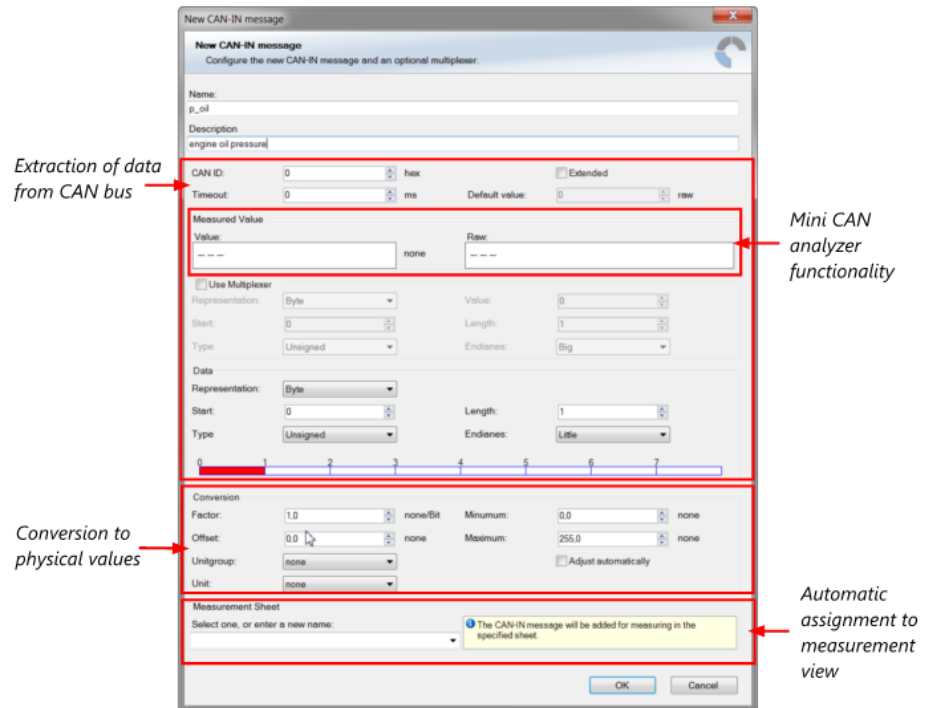 New CAN-IN message
New CAN-IN message
Configure the new CAN-IN message and an optional multiplexer.
Name:
p_oil
Description
engine oil pressure
Extraction of data
from CAN bus
CAN ID: 0 hex Extended
Timeout: 0 ms Default value: 0 raw
Measured Value
Value: Raw:
--- none ---
Mini CAN
analyzer
functionality
Use Multiplexer
Representation: Byte Value: 0
Start: 0 Length: 1
Type Unsigned Endianes: Big
Data
Representation: Byte
Start: 0 Length: 1
Type Unsigned Endianes: Little
0 1 2 3 4 5 6 7
Conversion
Factor: 1,0 none/Bit Minumum: 0,0 none
Offset: 0,0 none Maximum: 255,0 none
Unitgroup: none Adjust automatically
Unit: none
Conversion to
physical values
Measurement Sheet
Select one, or enter a new name:
The CAN-IN message will be added for measuring in the
specified sheet.
Automatic
assignment to
measurement
view
OK Cancel